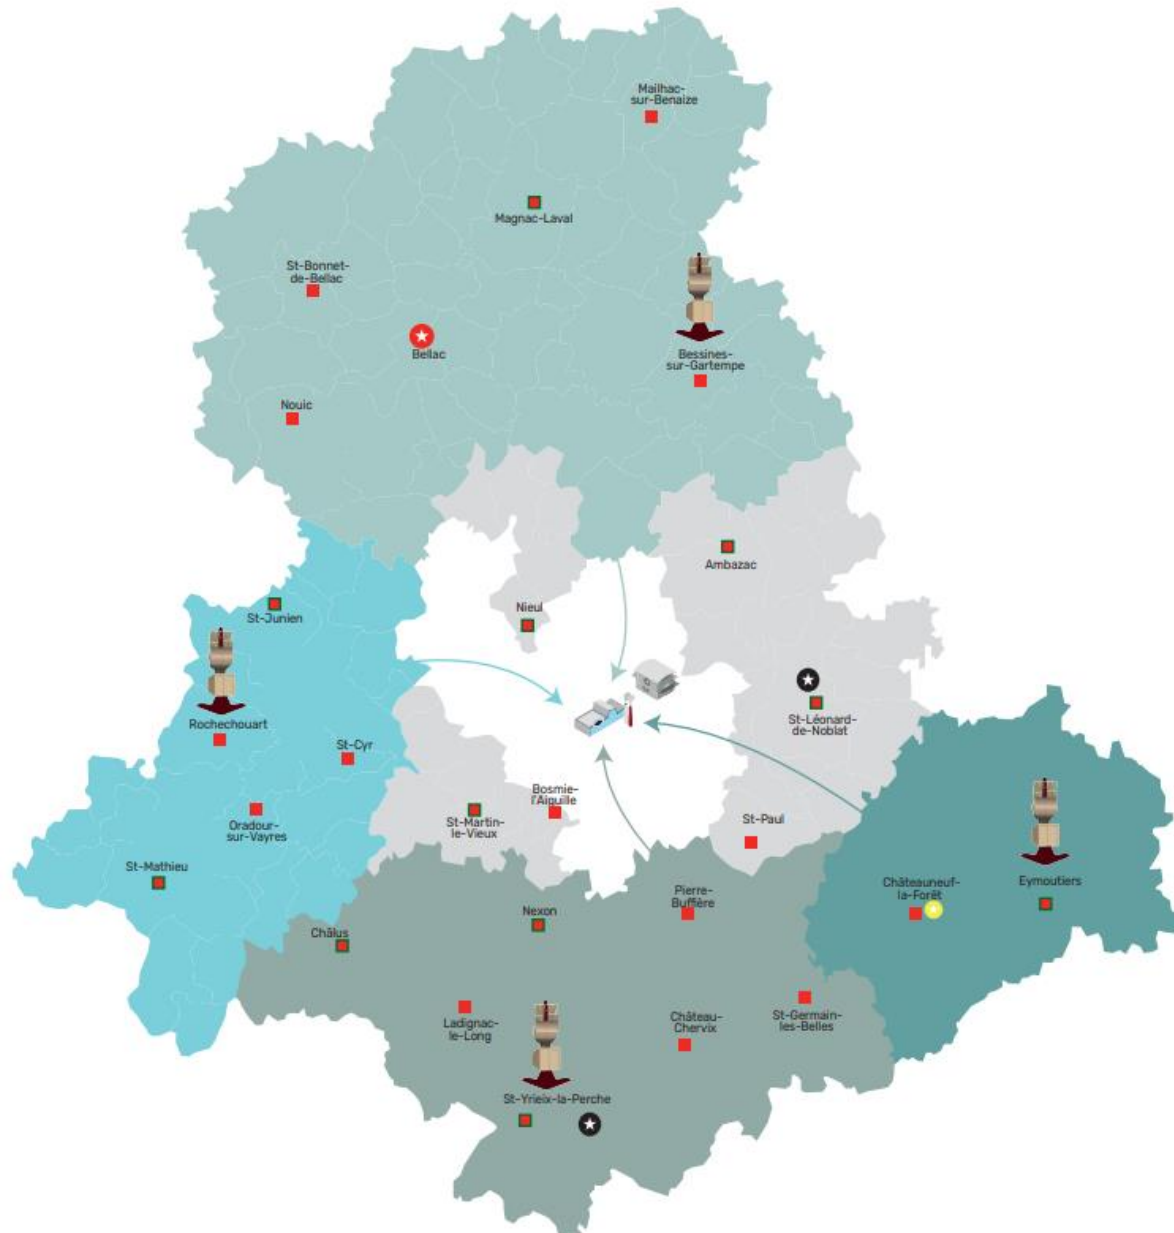 Mailhac-
sur-Benaize
Magnac-Laval
St-Bonnet-
de-Bellac
Bellac
Bessines-
sur-Gartempe
Nouic
Ambazac
St-Junien
Nieul
Rochechouart
St-Léonard-
de-Noblat
St-Cyr
Bosmie-
l'Aiguille
Oradour-
sur-Vayres
St-Martin-
le-Vieux
St-Paul
St-Mathieu
Châteauneuf-
la-Forêt
Eymoutiers
Pierre-
Buffière
Nexon
Châlus
Ladignac-
le-Long
Château-
Chervix
St-Germain-
les-Belles
St-Yrieix-la-Perche